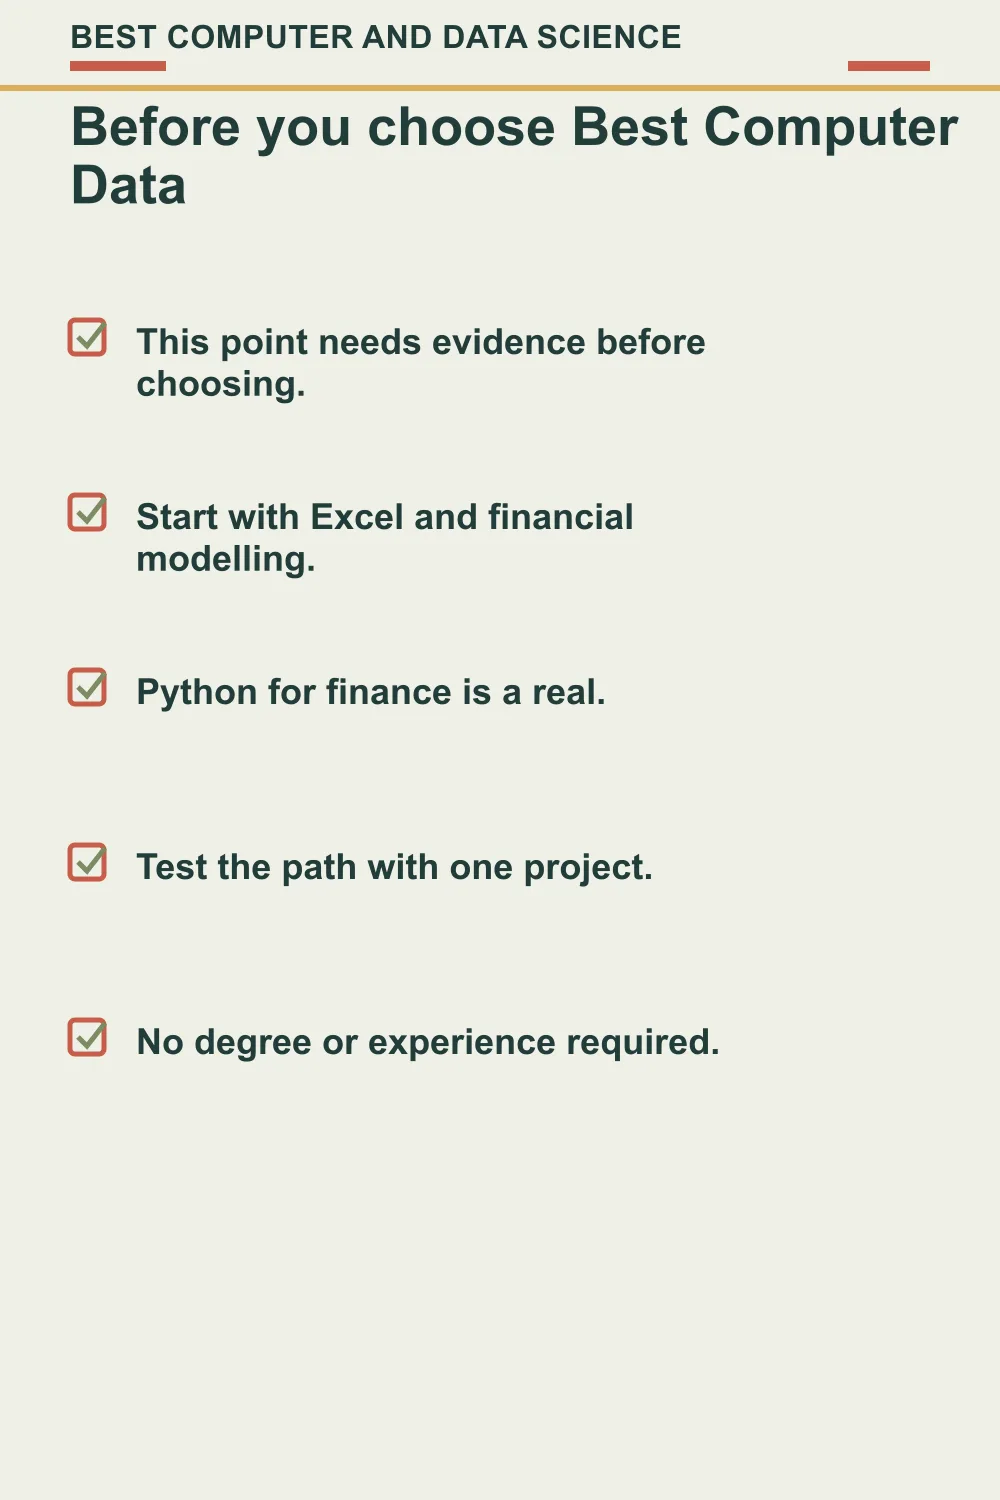 BEST COMPUTER AND DATA SCIENCE
Before you choose Best Computer
Data
This point needs evidence before
choosing.
Start with Excel and financial
modelling.
Python for finance is a real.
Test the path with one project.
No degree or experience required.